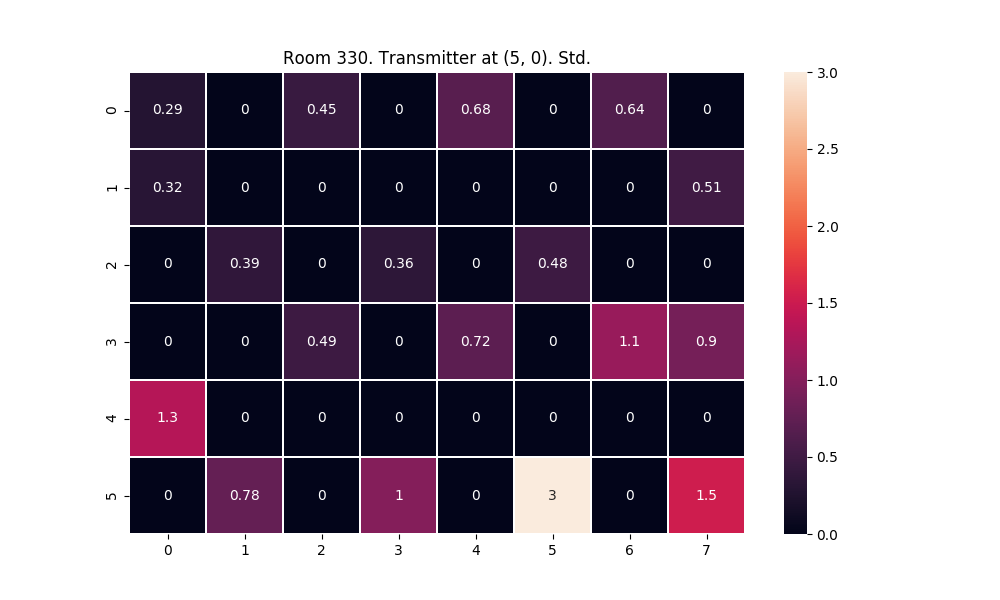 Room 330. Transmitter at (5, 0). Std.
0 0.29 0 0.45 0 0.68 0 0.64 0
1 0.32 0 0 0 0 0 0 0.51
2 0 0.39 0 0.36 0 0.48 0 0
3 0 0 0.49 0 0.72 0 1.1 0.9
4 1.3 0 0 0 0 0 0 0
5 0 0.78 0 1 0 3 0 1.5
0 1 2 3 4 5 6 7
3.0
2.5
2.0
1.5
1.0
0.5
0.0